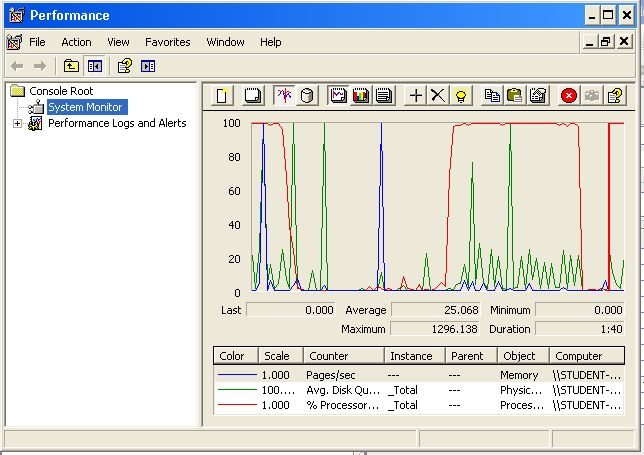 Performance
File Action View Favorites Window Help
Console Root
System Monitor
Performance Logs and Alerts
100
80
60
40
20
0
Last 0.000 Average 25.068 Minimum 0.000
Maximum 1296.138 Duration 1:40
Color Scale Counter Instance Parent Object Computer
1.000 Pages/sec --- --- Memory \\STUDENT-...
100.... Avg. Disk Qu... _Total --- Physic... \\STUDENT-...
1.000 % Processor... _Total --- Proces... \\STUDENT-...